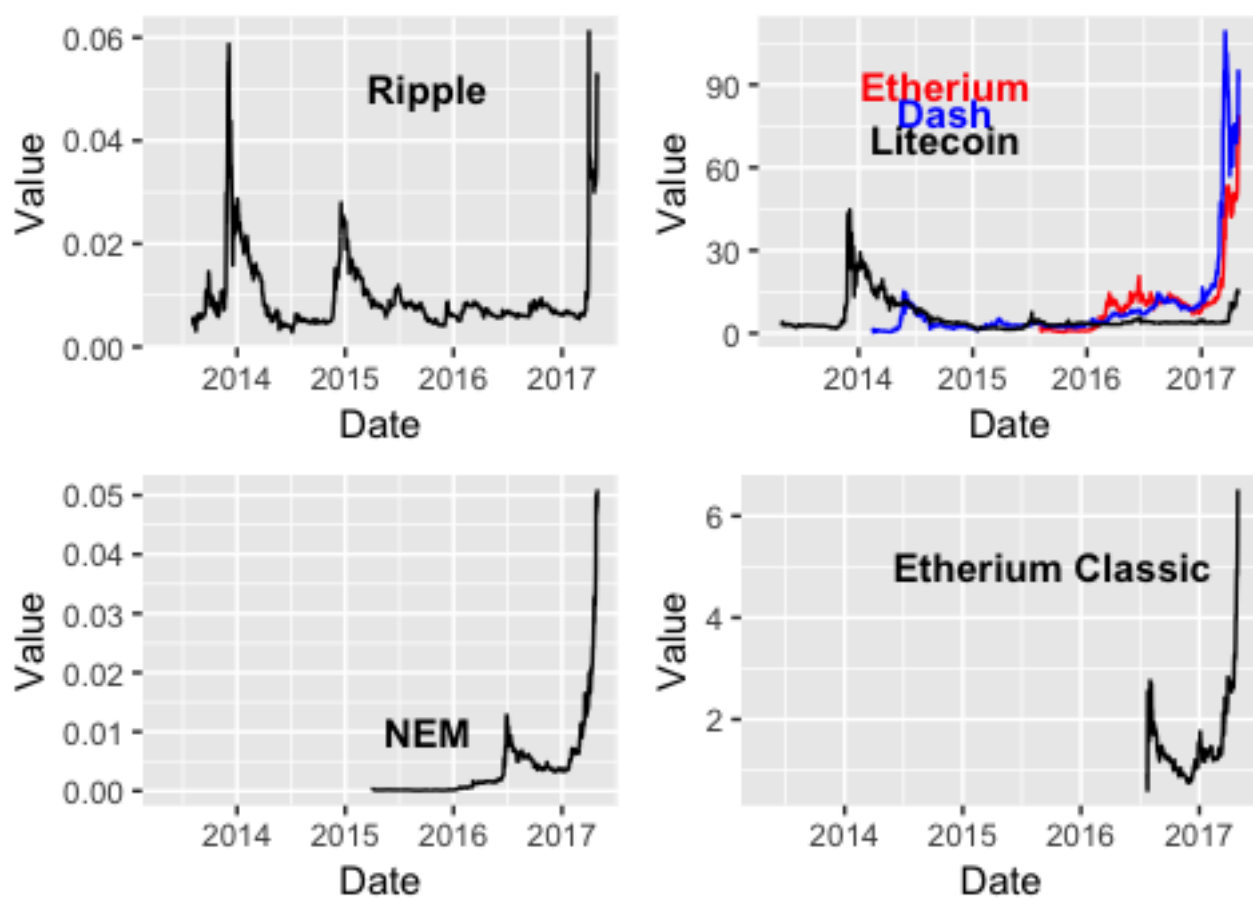 0.06
0.04
0.02
0.00
Value
Ripple
2014 2015 2016 2017
Date
90
60
30
0
Value
Etherium
Dash
Litecoin
2014 2015 2016 2017
Date
0.05
0.04
0.03
0.02
0.01
0.00
Value
NEM
2014 2015 2016 2017
Date
6
4
2
Value
Etherium Classic
2014 2015 2016 2017
Date